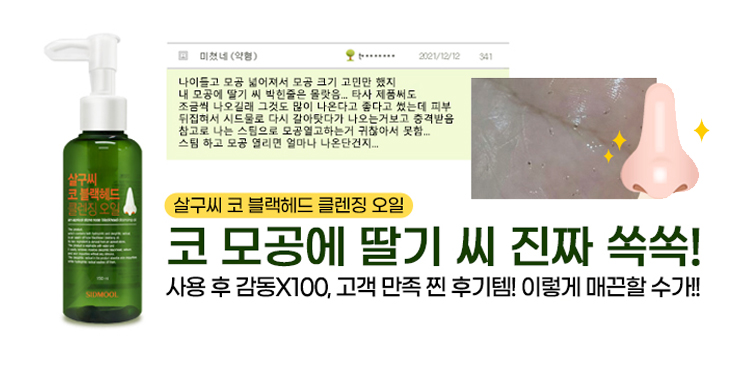 미쳤네 (악형)
t********
2021/12/12
341
나이들고 모공 넓어져서 모공 크기 고민만 했지
내 모공에 딸기 씨 박힌줄은 몰랏음... 타사 제품써도
조금씩 나오길래 그것도 많이 나온다고 좋다고 썼는데 피부
뒤집혀서 시드물로 다시 갈아탓다가 나오는거보고 충격받음
참고로 나는 스팀으로 모공열고하는거 귀찮아서 못함...
스팀 하고 모공 열리면 얼마나 나온단건지...
살구씨
코 블랙헤드
클렌징 오일
SIDMOOL
살구씨 코 블랙헤드 클렌징 오일
코 모공에 딸기 씨 진짜 쏙쏙!
사용 후 감동X100, 고객 만족 찐 후기템! 이렇게 매끈할 수가!!